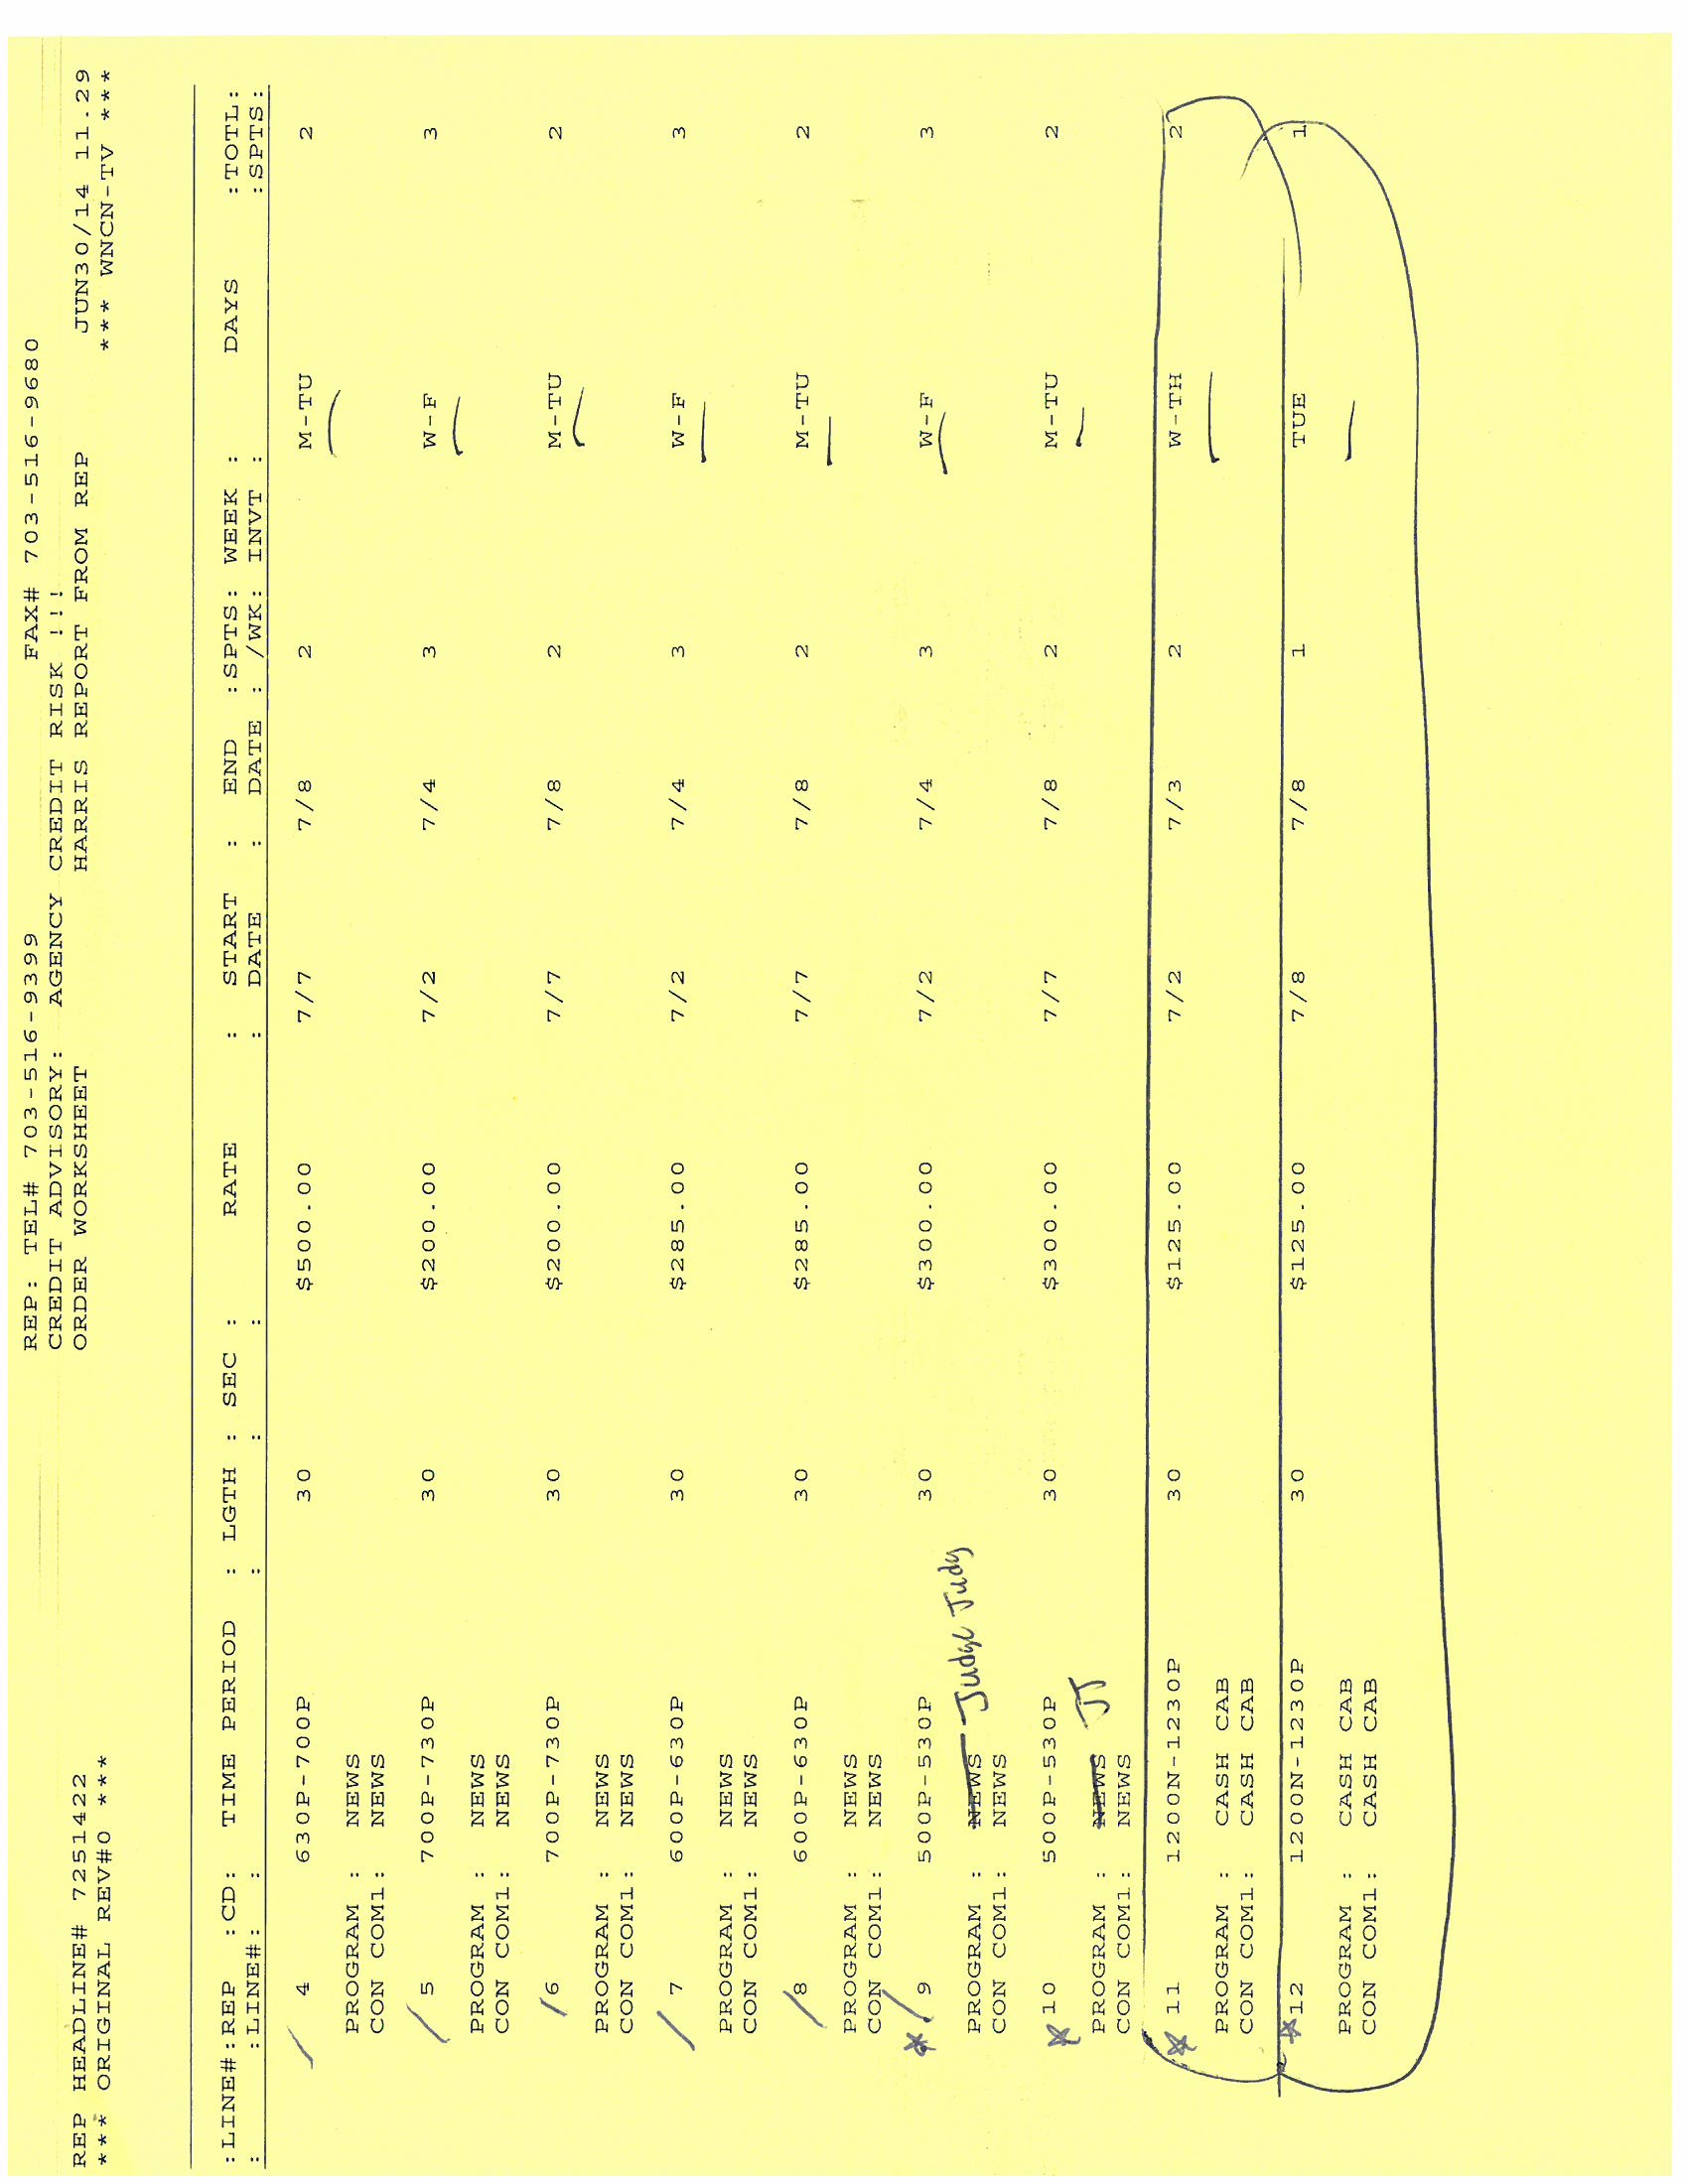 REP: TEL# 703-516-9399 FAX# 703-516-9680
CREDIT ADVISORY: AGENCY CREDIT RISK !!!
REP HEADLINE# 7251422 ORDER WORKSHEET HARRIS REPORT FROM REP JUN30/14 11.29
*** ORIGINAL REV#0 *** *** WNCN-TV ***
:LINE#:REP :CD: TIME PERIOD : LGTH : SEC : RATE : START : END :SPTS: WEEK : DAYS :TOTL:
: :LINE#: : : : : DATE : DATE : /WK: INVT : :SPTS:
/ 4 630P-700P 30 $500.00 7/7 7/8 2 M-TU 2
PROGRAM : NEWS
CON COM1: NEWS
/ 5 700P-730P 30 $200.00 7/2 7/4 3 W-F 3
PROGRAM : NEWS
CON COM1: NEWS
/ 6 700P-730P 30 $200.00 7/7 7/8 2 M-TU 2
PROGRAM : NEWS
CON COM1: NEWS
/ 7 600P-630P 30 $285.00 7/2 7/4 3 W-F 3
PROGRAM : NEWS
CON COM1: NEWS
/ 8 600P-630P 30 $285.00 7/7 7/8 2 M-TU 2
PROGRAM : NEWS
CON COM1: NEWS
* / 9 500P-530P 30 $300.00 7/2 7/4 3 W-F 3
PROGRAM : NEWS - Judge Judy
CON COM1: NEWS
* 10 500P-530P 30 $300.00 7/7 7/8 2 M-TU 2
PROGRAM : NEWS JJ
CON COM1: NEWS
* 11 1200N-1230P 30 $125.00 7/2 7/3 2 W-TH 2
PROGRAM : CASH CAB
CON COM1: CASH CAB
* 12 1200N-1230P 30 $125.00 7/8 7/8 1 TUE 1
PROGRAM : CASH CAB
CON COM1: CASH CAB